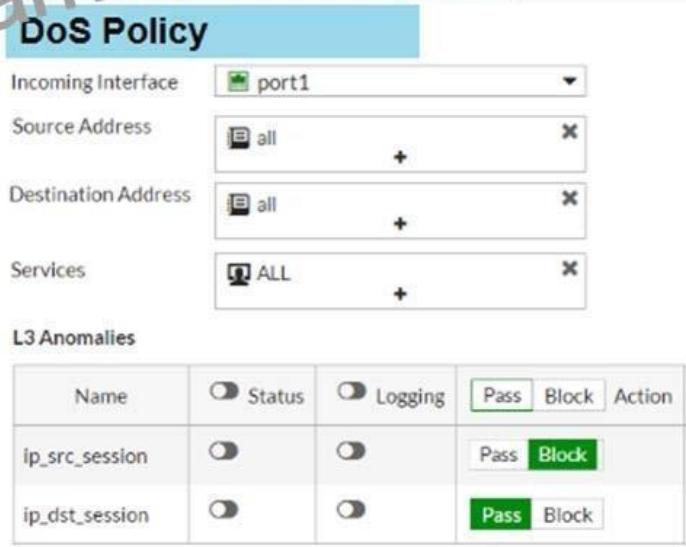 DoS Policy
Incoming Interface port1
Source Address all
Destination Address all
Services ALL
L3 Anomalies
Name Status Logging Pass Block Action
ip_src_session Pass Block
ip_dst_session Pass Block